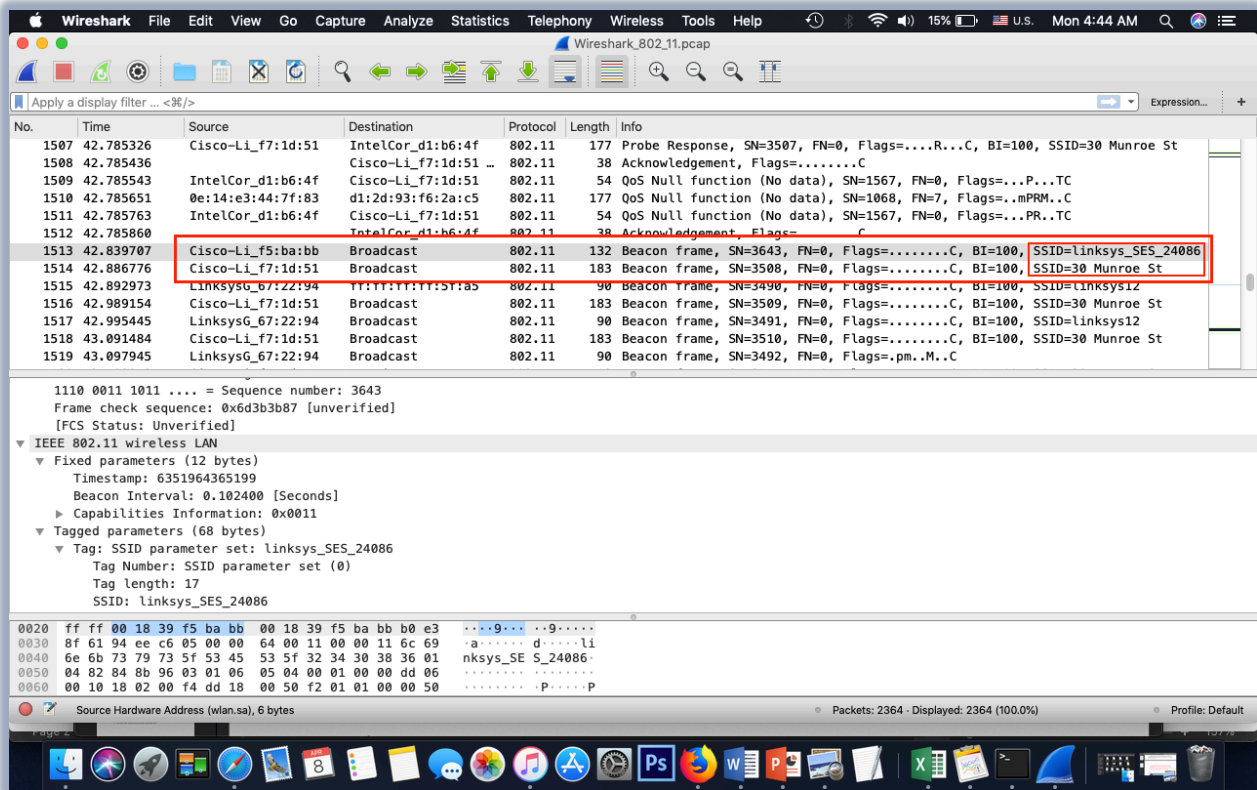 Wireshark File Edit View Go Capture Analyze Statistics Telephony Wireless Tools Help 15% U.S. Mon 4:44 AM
Wireshark_802_11.pcap
Apply a display filter ... <⌘/> Expression... +
No. Time Source Destination Protocol Length Info
1507 42.785326 Cisco-Li_f7:1d:51 IntelCor_d1:b6:4f 802.11 177 Probe Response, SN=3507, FN=0, Flags=....R...C, BI=100, SSID=30 Munroe St
1508 42.785436 Cisco-Li_f7:1d:51 … 802.11 38 Acknowledgement, Flags=........C
1509 42.785543 IntelCor_d1:b6:4f Cisco-Li_f7:1d:51 802.11 54 QoS Null function (No data), SN=1567, FN=0, Flags=...P...TC
1510 42.785651 0e:14:e3:44:7f:83 d1:2d:93:f6:2a:c5 802.11 177 QoS Null function (No data), SN=1068, FN=7, Flags=..mPRM..C
1511 42.785763 IntelCor_d1:b6:4f Cisco-Li_f7:1d:51 802.11 54 QoS Null function (No data), SN=1567, FN=0, Flags=...PR..TC
1512 42.785860 IntelCor_d1:b6:4f 802.11 38 Acknowledgement, Flags=........C
1513 42.839707 Cisco-Li_f5:ba:bb Broadcast 802.11 132 Beacon frame, SN=3643, FN=0, Flags=........C, BI=100, SSID=linksys_SES_24086
1514 42.886776 Cisco-Li_f7:1d:51 Broadcast 802.11 183 Beacon frame, SN=3508, FN=0, Flags=........C, BI=100, SSID=30 Munroe St
1515 42.892973 LinksysG_67:22:94 ff:ff:ff:ff:5f:a5 802.11 90 Beacon frame, SN=3490, FN=0, Flags=........C, BI=100, SSID=linksys12
1516 42.989154 Cisco-Li_f7:1d:51 Broadcast 802.11 183 Beacon frame, SN=3509, FN=0, Flags=........C, BI=100, SSID=30 Munroe St
1517 42.995445 LinksysG_67:22:94 Broadcast 802.11 90 Beacon frame, SN=3491, FN=0, Flags=........C, BI=100, SSID=linksys12
1518 43.091484 Cisco-Li_f7:1d:51 Broadcast 802.11 183 Beacon frame, SN=3510, FN=0, Flags=........C, BI=100, SSID=30 Munroe St
1519 43.097945 LinksysG_67:22:94 Broadcast 802.11 90 Beacon frame, SN=3492, FN=0, Flags=.pm..M..C
1110 0011 1011 .... = Sequence number: 3643
Frame check sequence: 0x6d3b3b87 [unverified]
[FCS Status: Unverified]
IEEE 802.11 wireless LAN
Fixed parameters (12 bytes)
Timestamp: 6351964365199
Beacon Interval: 0.102400 [Seconds]
Capabilities Information: 0x0011
Tagged parameters (68 bytes)
Tag: SSID parameter set: linksys_SES_24086
Tag Number: SSID parameter set (0)
Tag length: 17
SSID: linksys_SES_24086
0020 ff ff 00 18 39 f5 ba bb 00 18 39 f5 ba bb b0 e3 ····9··· ··9·····
0030 8f 61 94 ee c6 05 00 00 64 00 11 00 00 11 6c 69 ·a······ d·····li
0040 6e 6b 73 79 73 5f 53 45 53 5f 32 34 30 38 36 01 nksys_SE S_24086·
0050 04 82 84 8b 96 03 01 06 05 04 00 01 00 00 dd 06 ········ ········
0060 00 10 18 02 00 f4 dd 18 00 50 f2 01 01 00 00 50 ········ ·P·····P
Source Hardware Address (wlan.sa), 6 bytes Packets: 2364 · Displayed: 2364 (100.0%) Profile: Default
Page 2 157%
APR
8
Ps
W
P
X